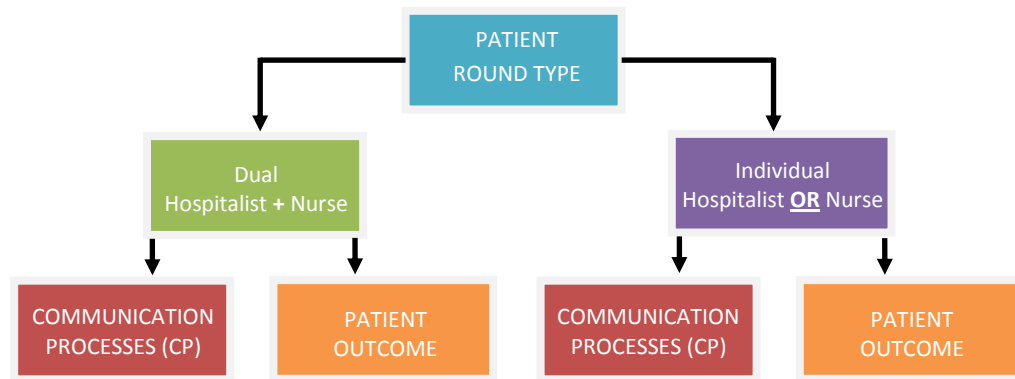 PATIENT
ROUND TYPE
Dual
Hospitalist + Nurse
Individual
Hospitalist OR Nurse
COMMUNICATION
PROCESSES (CP)
PATIENT
OUTCOME
COMMUNICATION
PROCESSES (CP)
PATIENT
OUTCOME